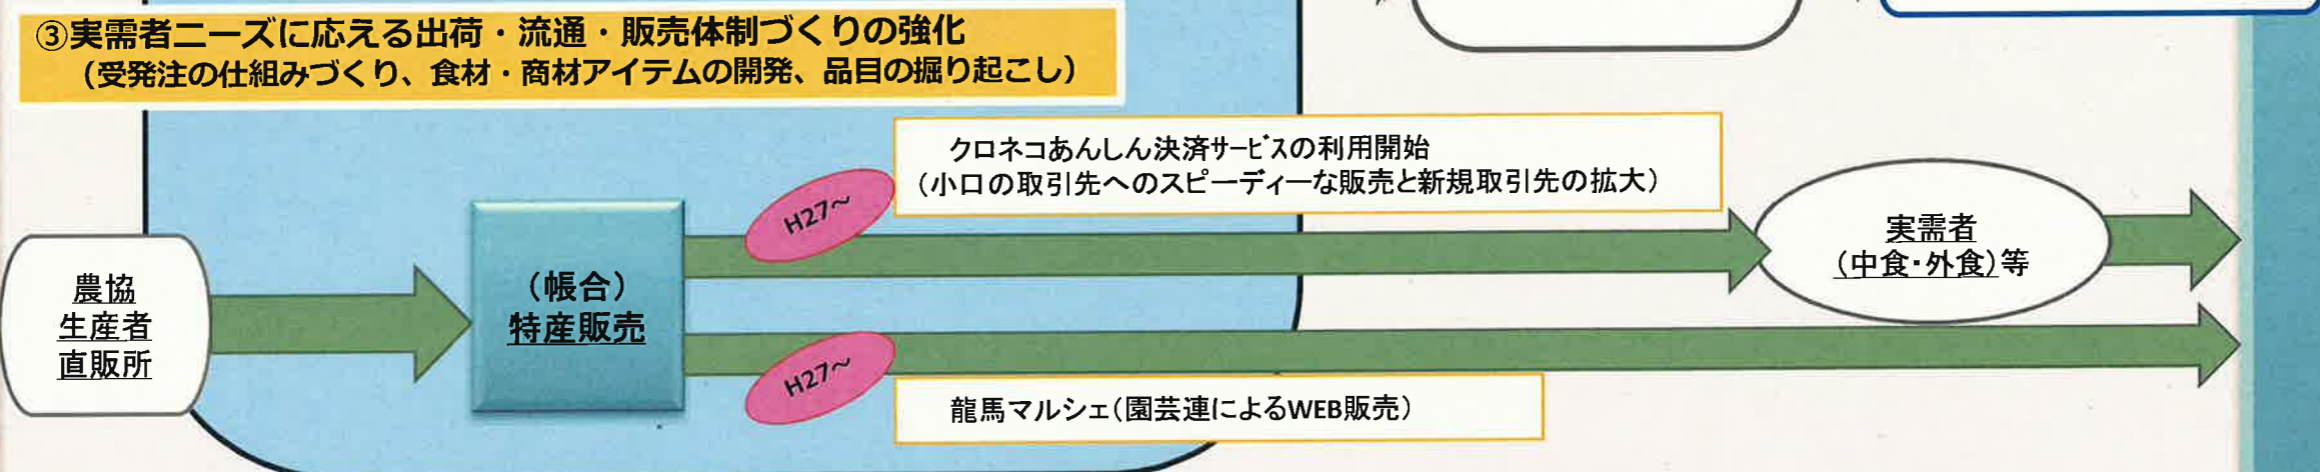 ③実需者ニーズに応える出荷・流通・販売体制づくりの強化
（受発注の仕組みづくり、食材・商材アイテムの開発、品目の掘り起こし）
クロネコあんしん決済ｻｰﾋﾞｽの利用開始
（小口の取引先へのスピーディーな販売と新規取引先の拡大）
H27～
農協
生産者
直販所
（帳合）
特産販売
実需者
（中食・外食）等
H27～
龍馬マルシェ（園芸連によるWEB販売）